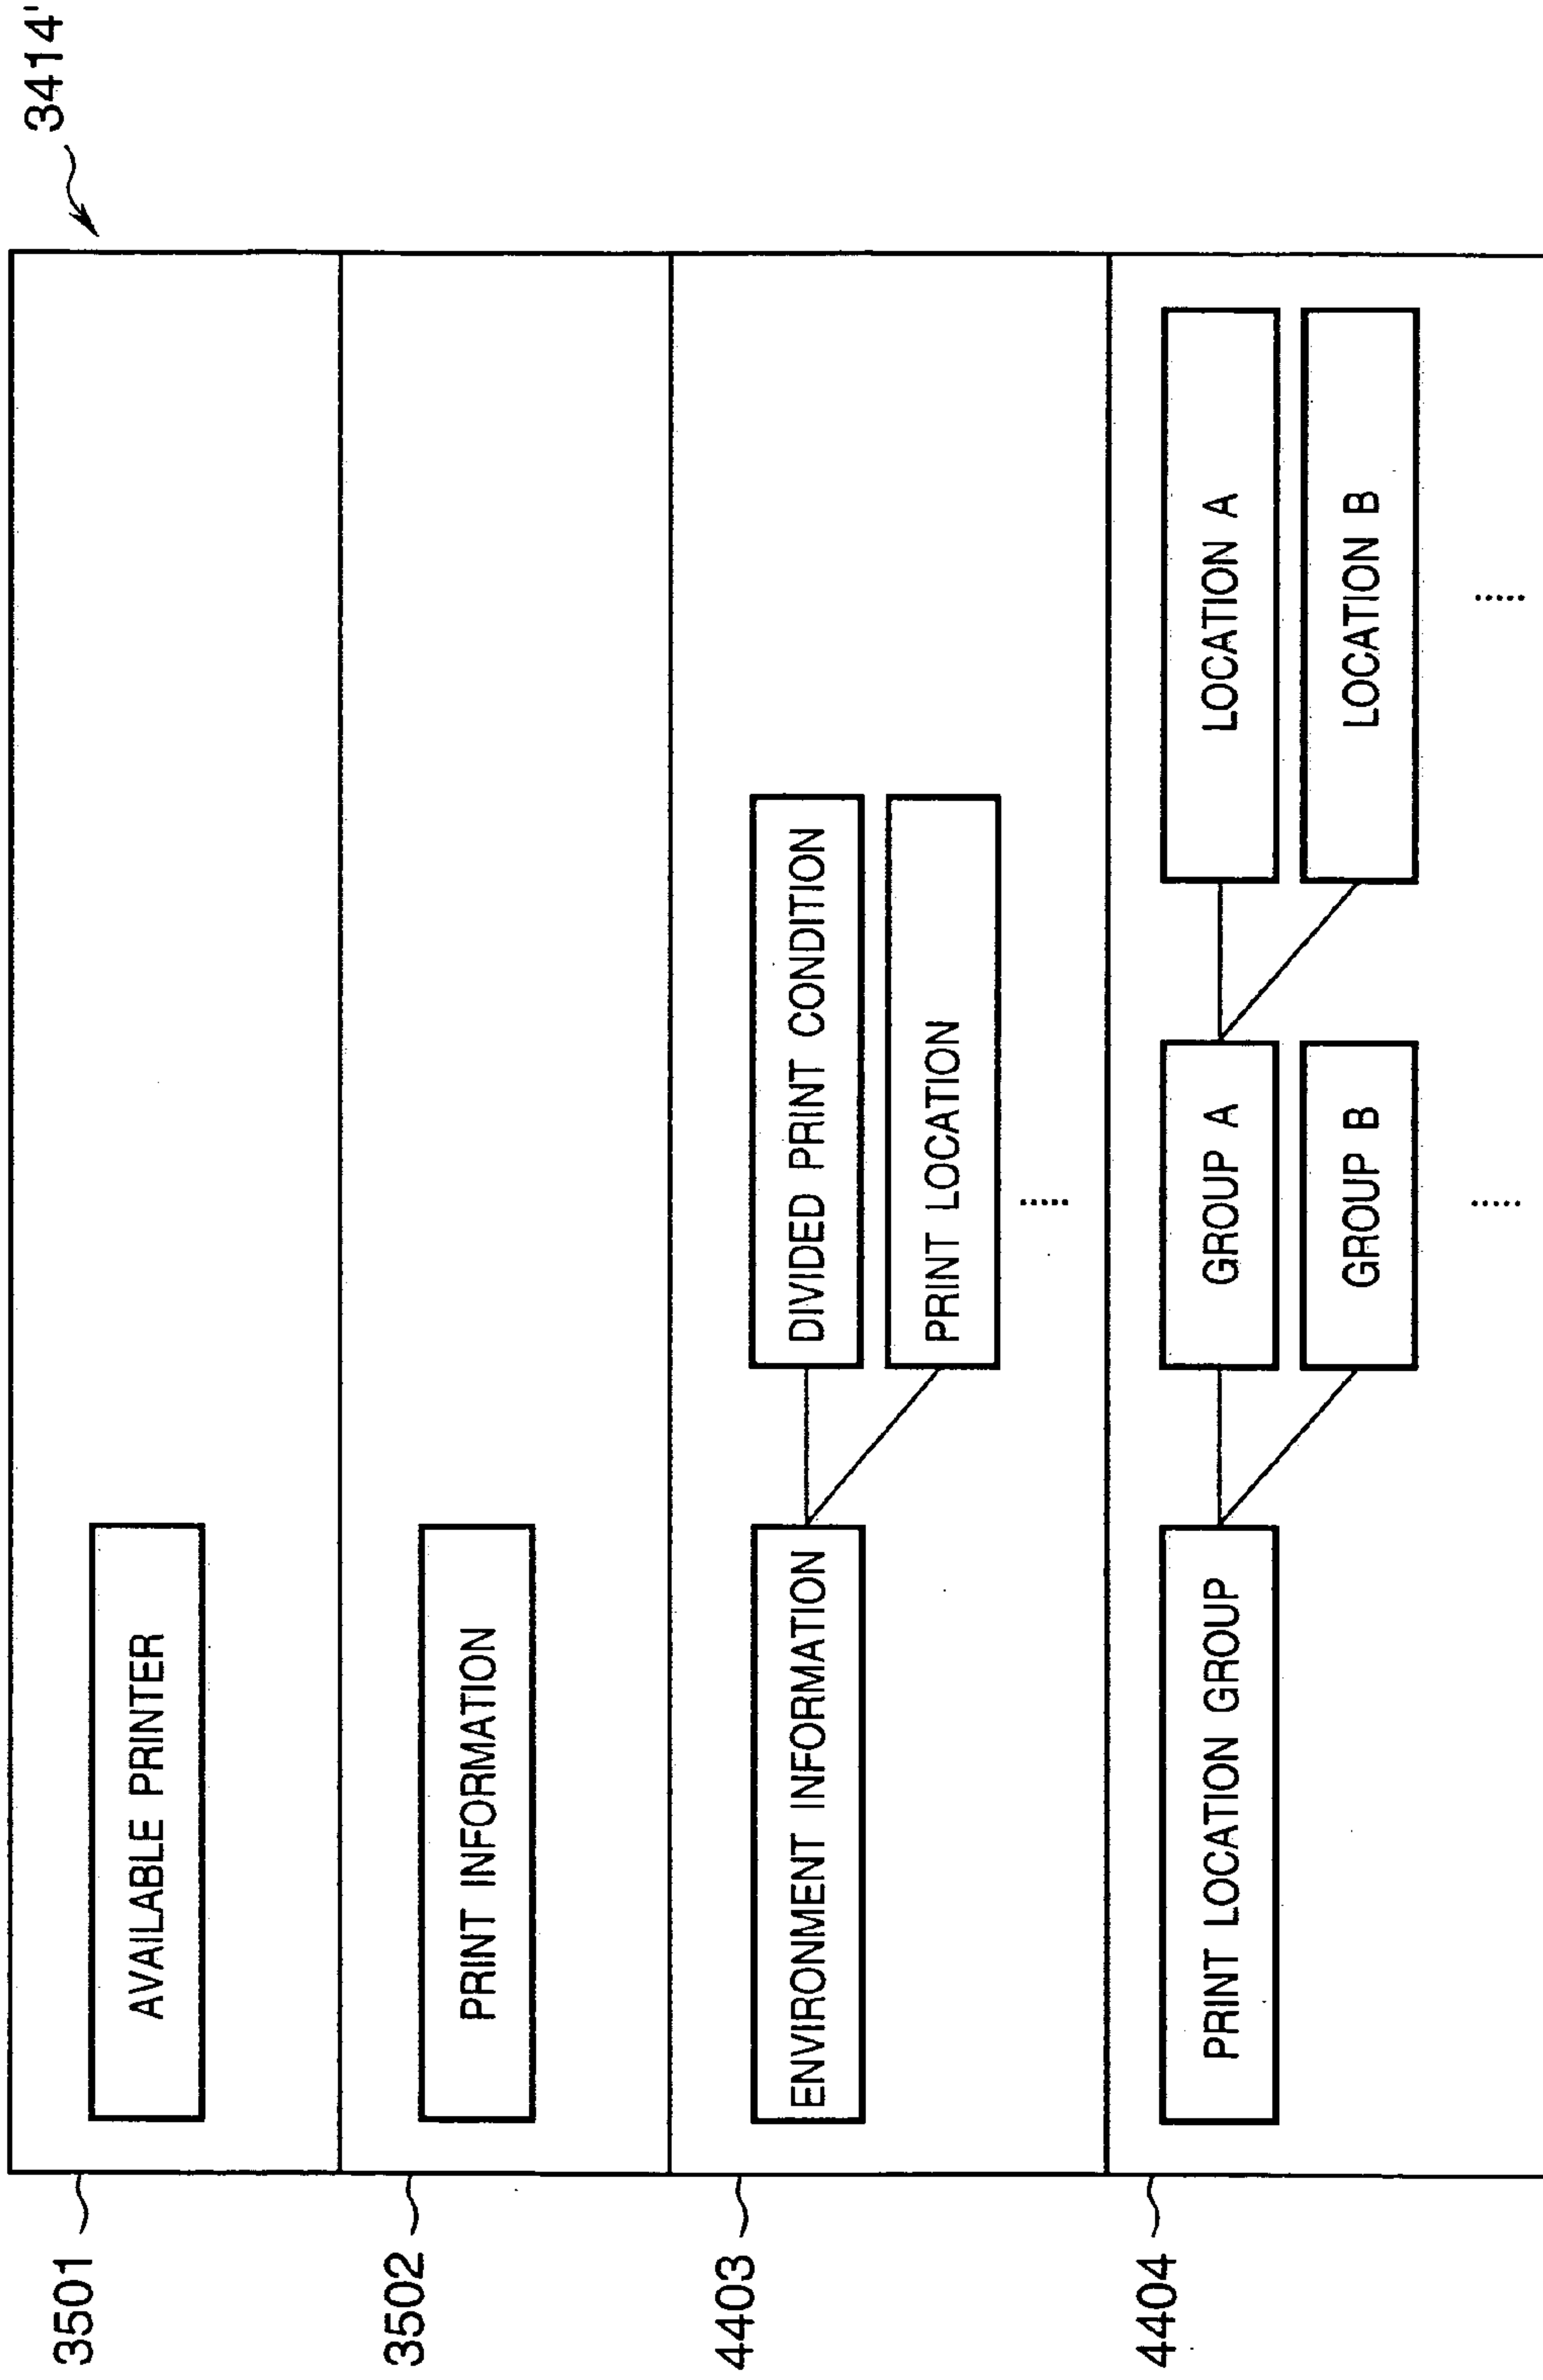 3414'
3501
AVAILABLE PRINTER
3502
PRINT INFORMATION
4403
ENVIRONMENT INFORMATION
DIVIDED PRINT CONDITION
PRINT LOCATION
.....
4404
PRINT LOCATION GROUP
GROUP A
LOCATION A
GROUP B
LOCATION B
.....
.....